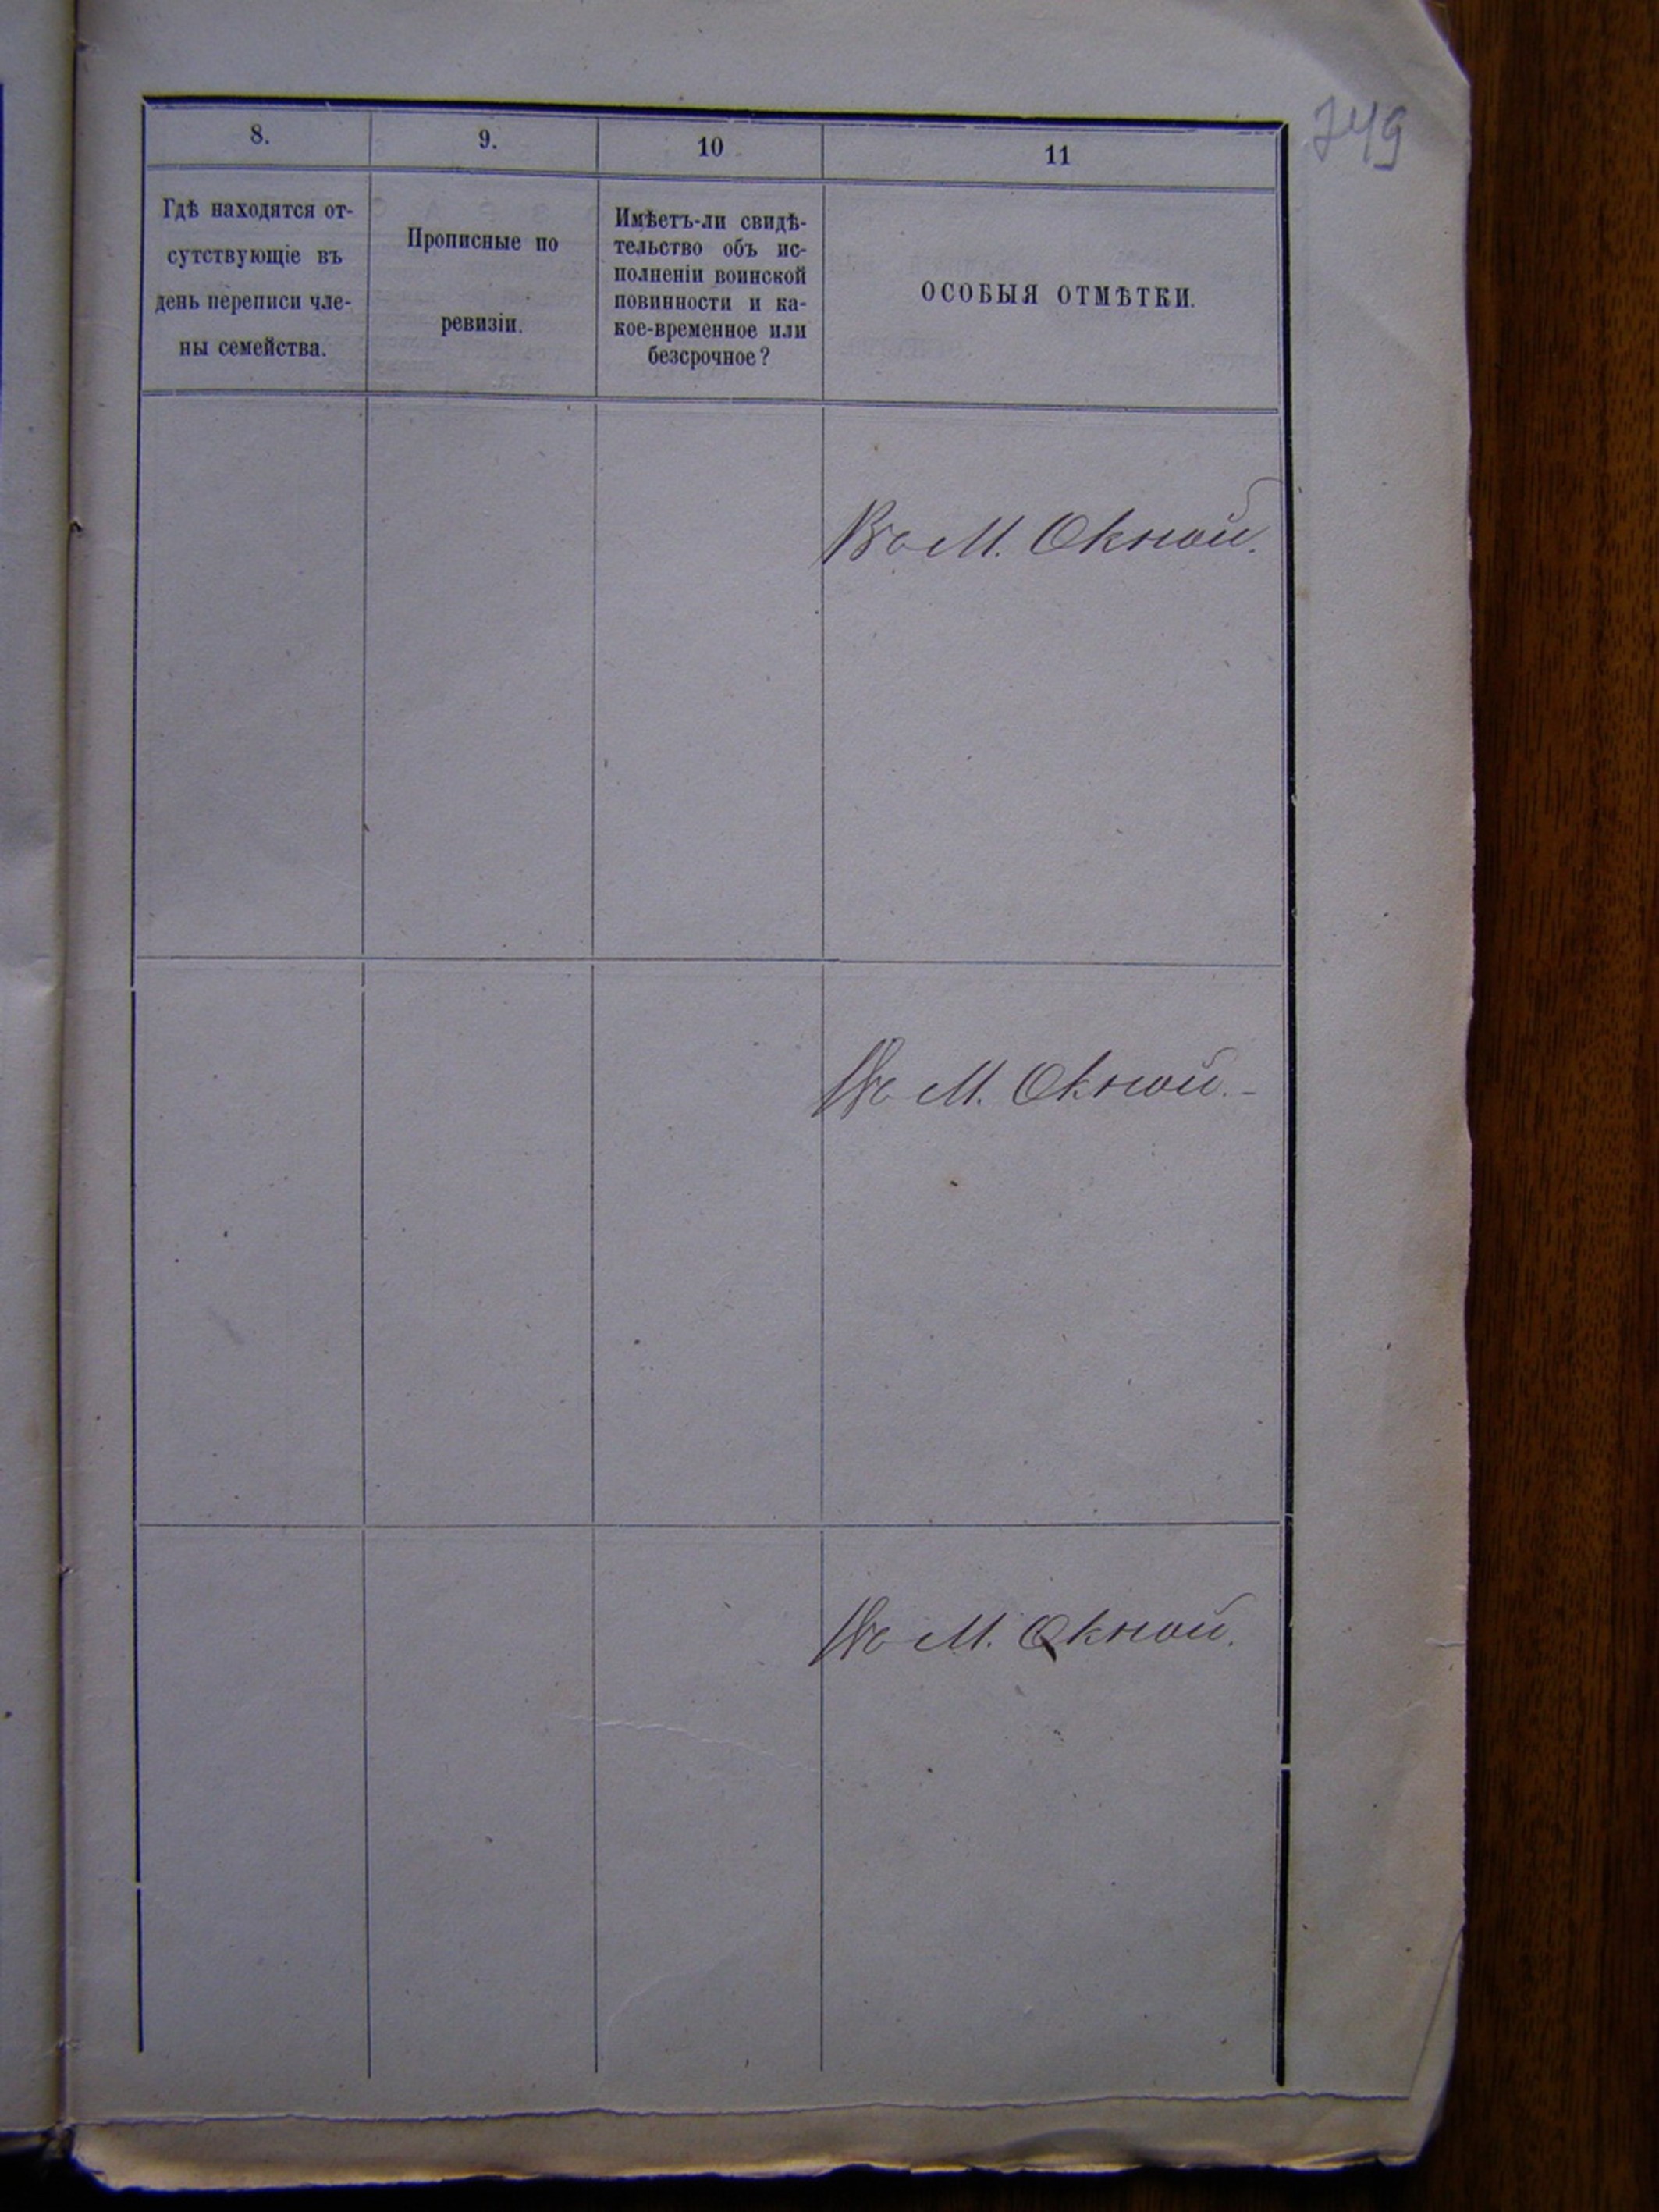 749
8.
9.
10
11
Гдѣ находятся от-
сутствующіе въ
день переписи чле-
ны семейства.
Прописные по
ревизіи.
Имѣетъ-ли свидѣ-
тельство объ ис-
полненіи воинской
повинности и ка-
кое-временное или
безсрочное?
ОСОБЫЯ ОТМѢТКИ.
Въ М. Окной.
Въ М. Окной.-
Въ М. Окной.